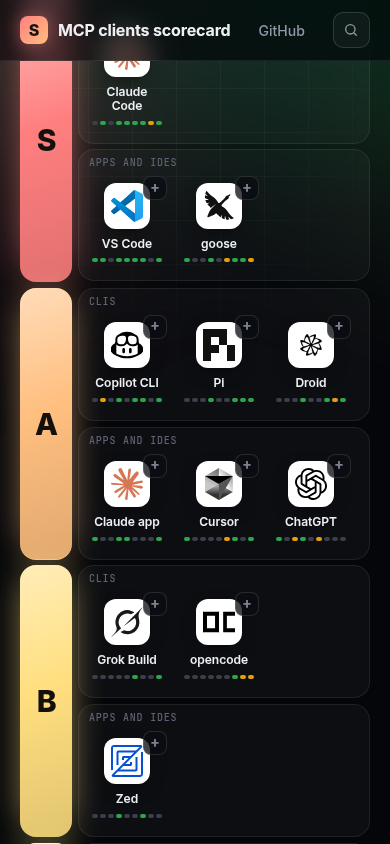 S MCP clients scorecard GitHub
S
Claude
Code
APPS AND IDES
+ +
VS Code goose
A
CLIS
+ + +
Copilot CLI Pi Droid
APPS AND IDES
+ + +
Claude app Cursor ChatGPT
B
CLIS
+ +
Grok Build opencode
APPS AND IDES
+
Zed